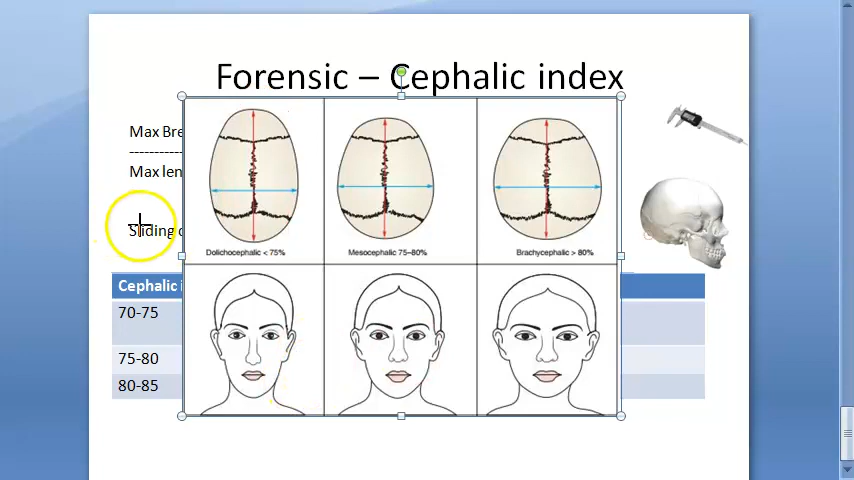 Forensic – Cephalic index
Max Bre
Max len
Sliding
Dolichocephalic < 75%
Mesocephalic 75–80%
Brachycephalic > 80%
Cephalic i
70-75
75-80
80-85